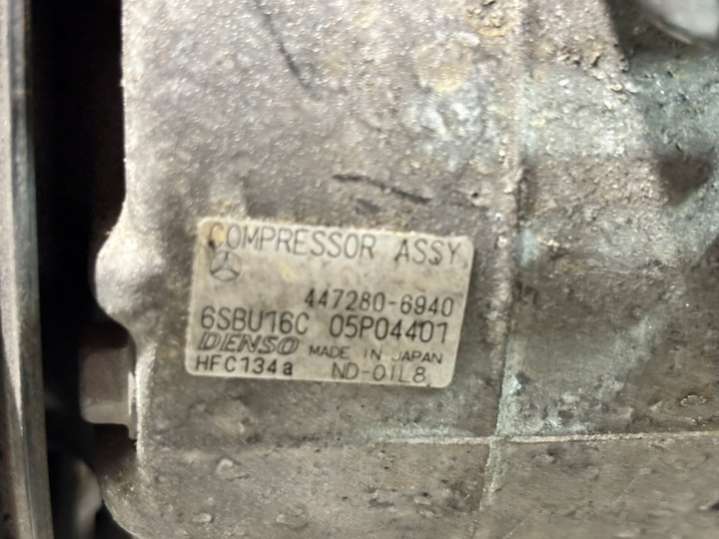 COMPRESSOR ASSY
447280-6940
6SBU16C 05P04401
DENSO MADE IN JAPAN
HFC134a ND-OIL8